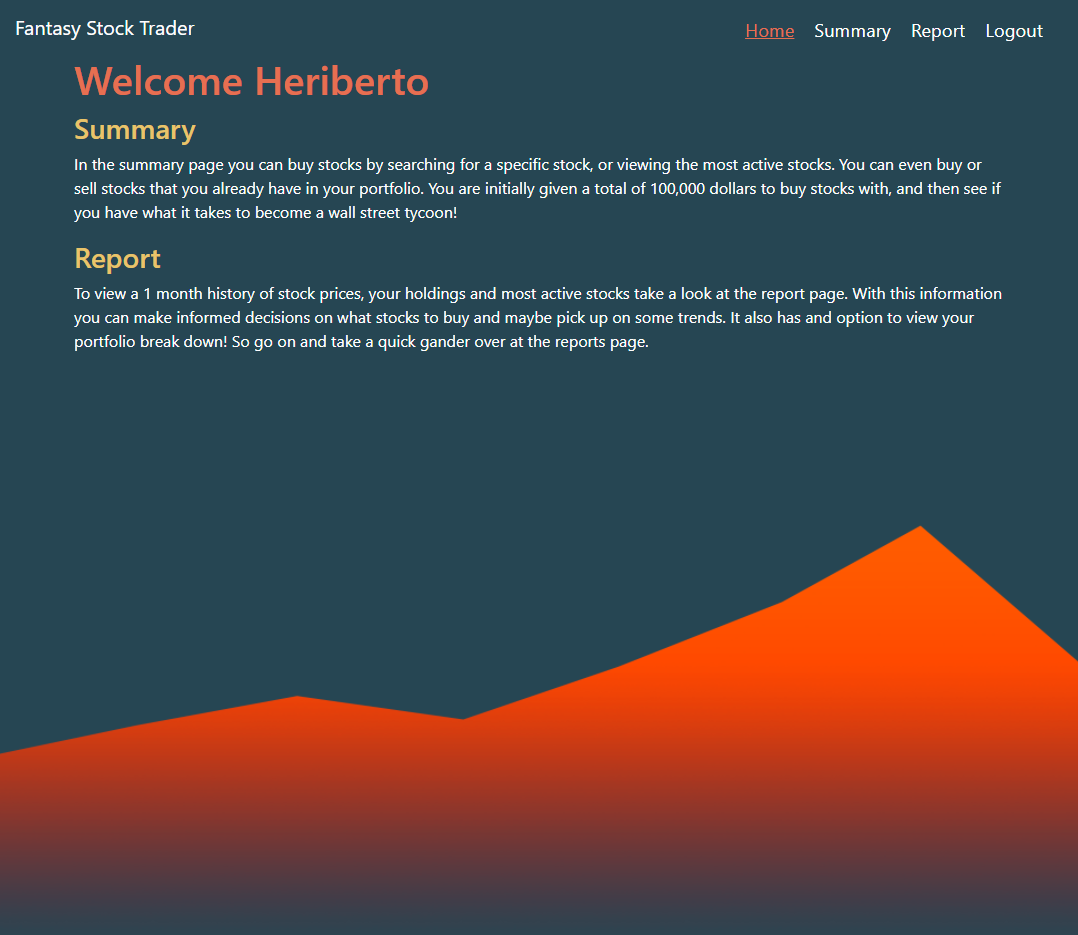 Fantasy Stock Trader
Home Summary Report Logout
Welcome Heriberto
Summary
In the summary page you can buy stocks by searching for a specific stock, or viewing the most active stocks. You can even buy or
sell stocks that you already have in your portfolio. You are initially given a total of 100,000 dollars to buy stocks with, and then see if
you have what it takes to become a wall street tycoon!
Report
To view a 1 month history of stock prices, your holdings and most active stocks take a look at the report page. With this information
you can make informed decisions on what stocks to buy and maybe pick up on some trends. It also has and option to view your
portfolio break down! So go on and take a quick gander over at the reports page.